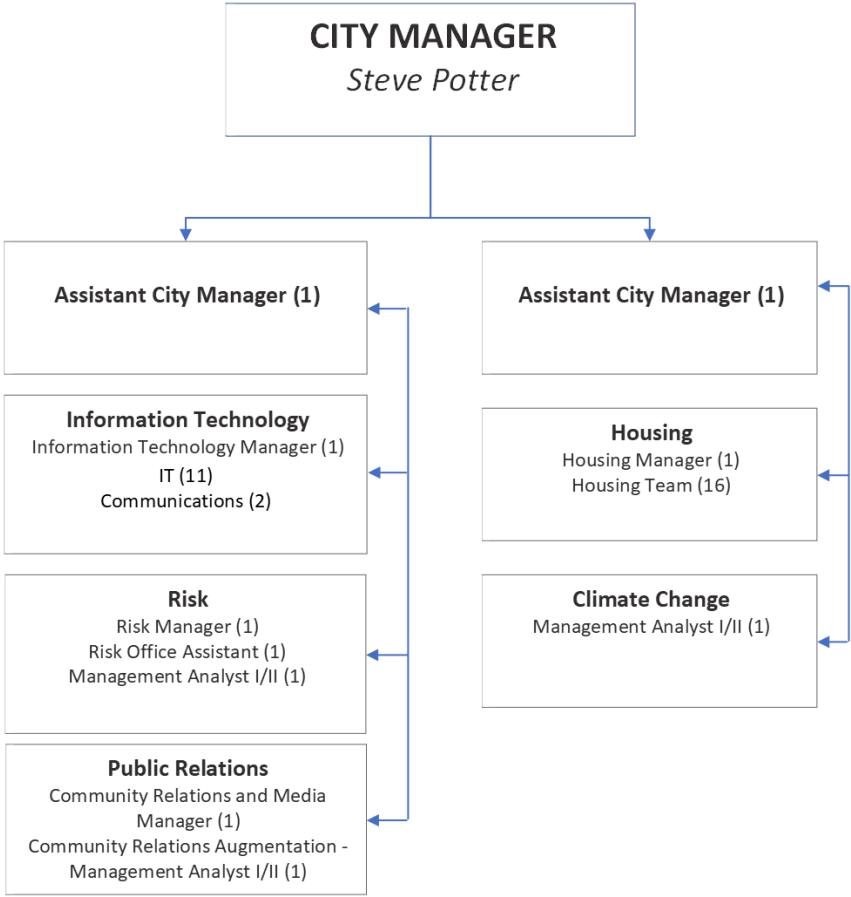 CITY MANAGER
Steve Potter
Assistant City Manager (1)
Information Technology
Information Technology Manager (1)
IT (11)
Communications (2)
Risk
Risk Manager (1)
Risk Office Assistant (1)
Management Analyst I/II (1)
Public Relations
Community Relations and Media
Manager (1)
Community Relations Augmentation -
Management Analyst I/II (1)
Assistant City Manager (1)
Housing
Housing Manager (1)
Housing Team (16)
Climate Change
Management Analyst I/II (1)